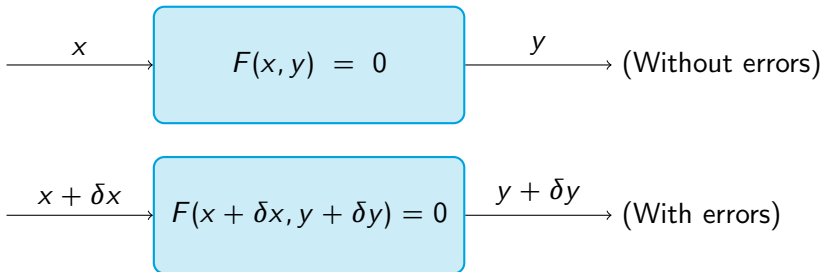 x
F(x, y) = 0
y
(Without errors)
x + δx
F(x + δx, y + δy) = 0
y + δy
(With errors)